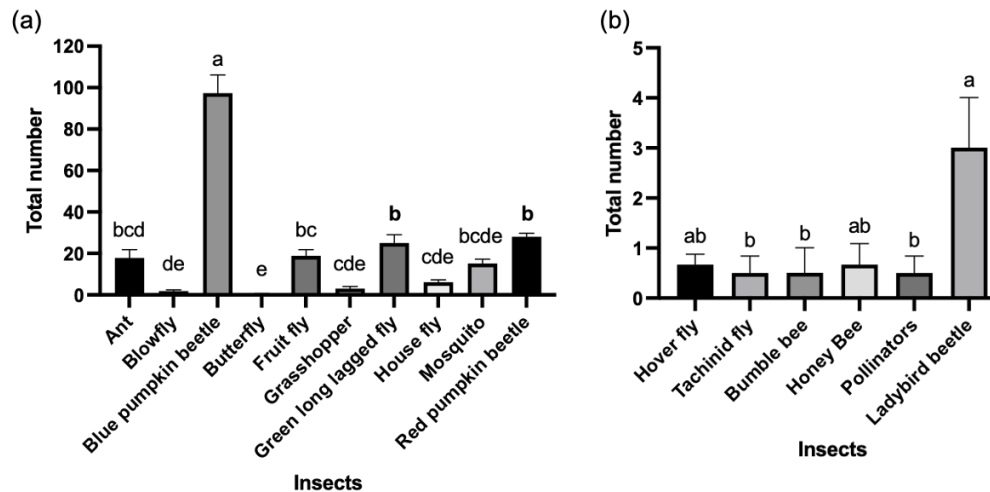 (a)
120
100
80
60
40
20
0
Total number
bcd
de
a
e
bc
cde
b
cde
bcde
b
Ant
Blowfly
Blue pumpkin beetle
Butterfly
Fruit fly
Grasshopper
Green long lagged fly
House fly
Mosquito
Red pumpkin beetle
Insects
(b)
5
4
3
2
1
0
Total number
ab
b
b
ab
b
a
Hover fly
Tachinid fly
Bumble bee
Honey Bee
Pollinators
Ladybird beetle
Insects